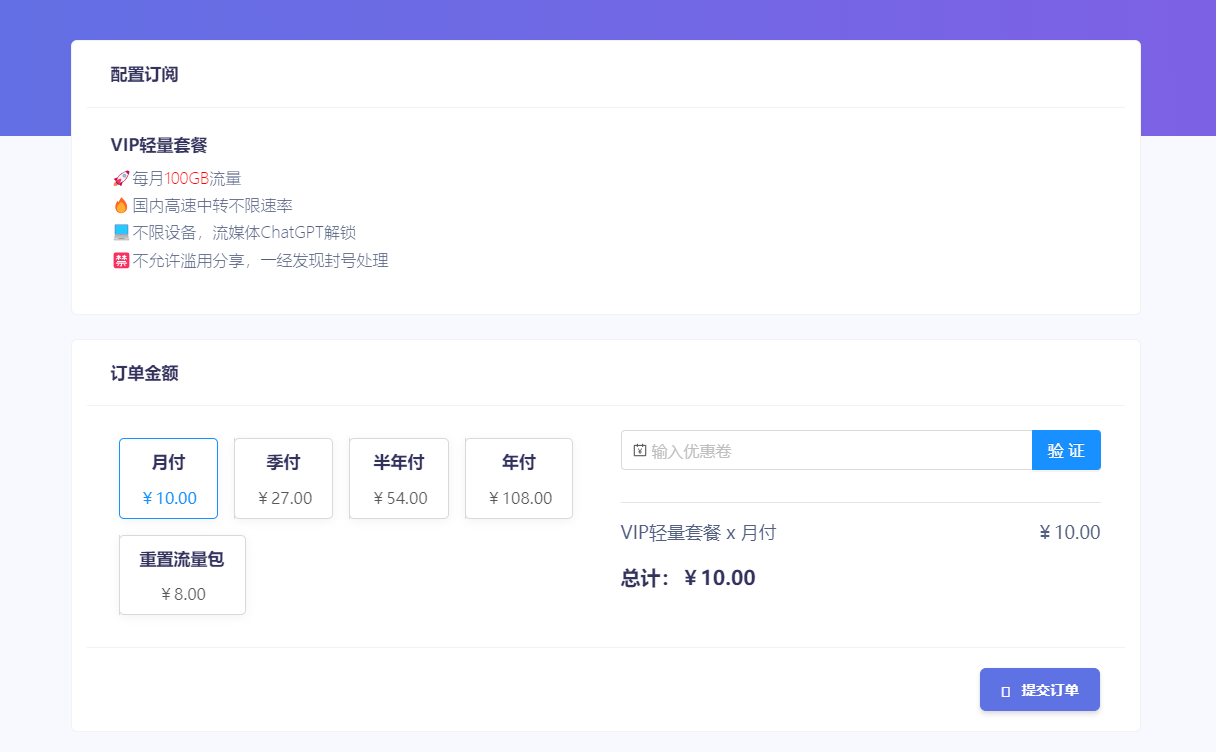 配置订阅
VIP轻量套餐
🚀每月100GB流量
🔥国内高速中转不限速率
💻不限设备，流媒体ChatGPT解锁
🈲不允许滥用分享，一经发现封号处理
订单金额
月付
¥ 10.00
季付
¥ 27.00
半年付
¥ 54.00
年付
¥ 108.00
重置流量包
¥ 8.00
输入优惠卷
验 证
VIP轻量套餐 x 月付
¥ 10.00
总计： ¥ 10.00
提交订单